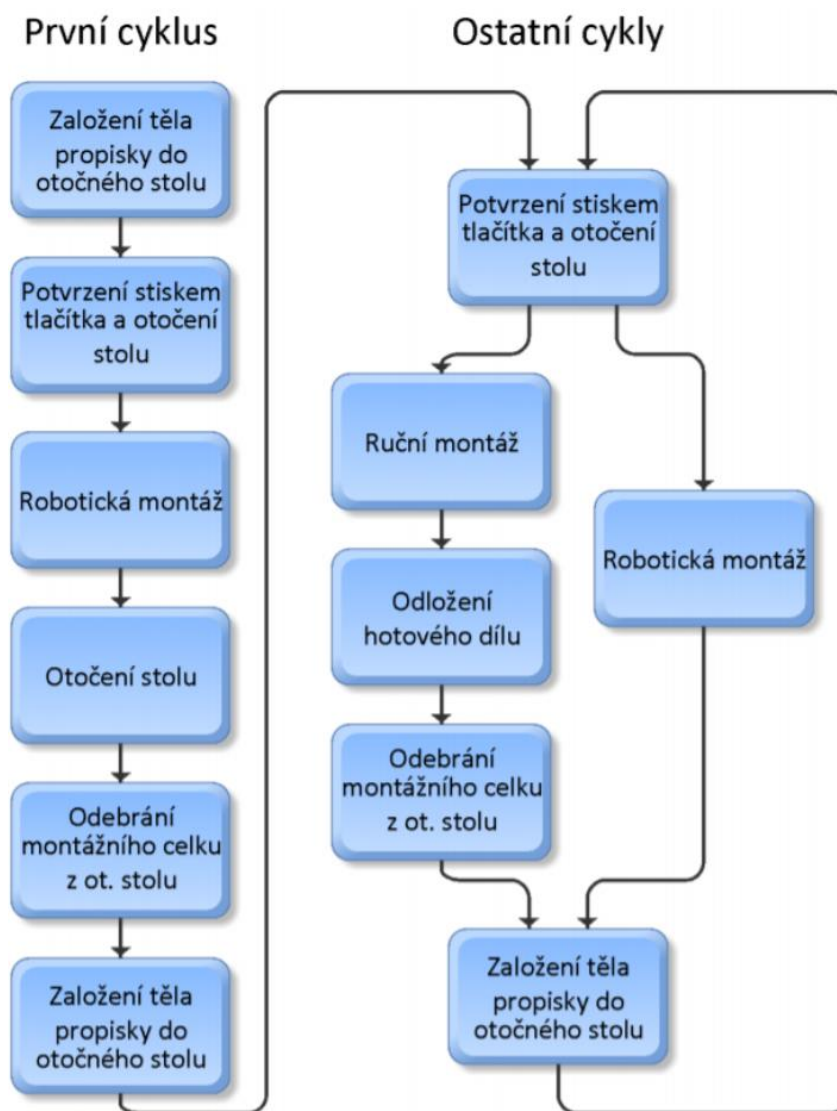 První cyklus
Založení těla
propisky do
otočného stolu
Potvrzení stiskem
tlačítka a otočení
stolu
Robotická montáž
Otočení stolu
Odebrání
montážního celku
z ot. stolu
Založení těla
propisky do
otočného stolu
Ostatní cykly
Potvrzení stiskem
tlačítka a otočení
stolu
Ruční montáž
Odložení
hotového dílu
Odebrání
montážního celku
z ot. stolu
Robotická montáž
Založení těla
propisky do
otočného stolu